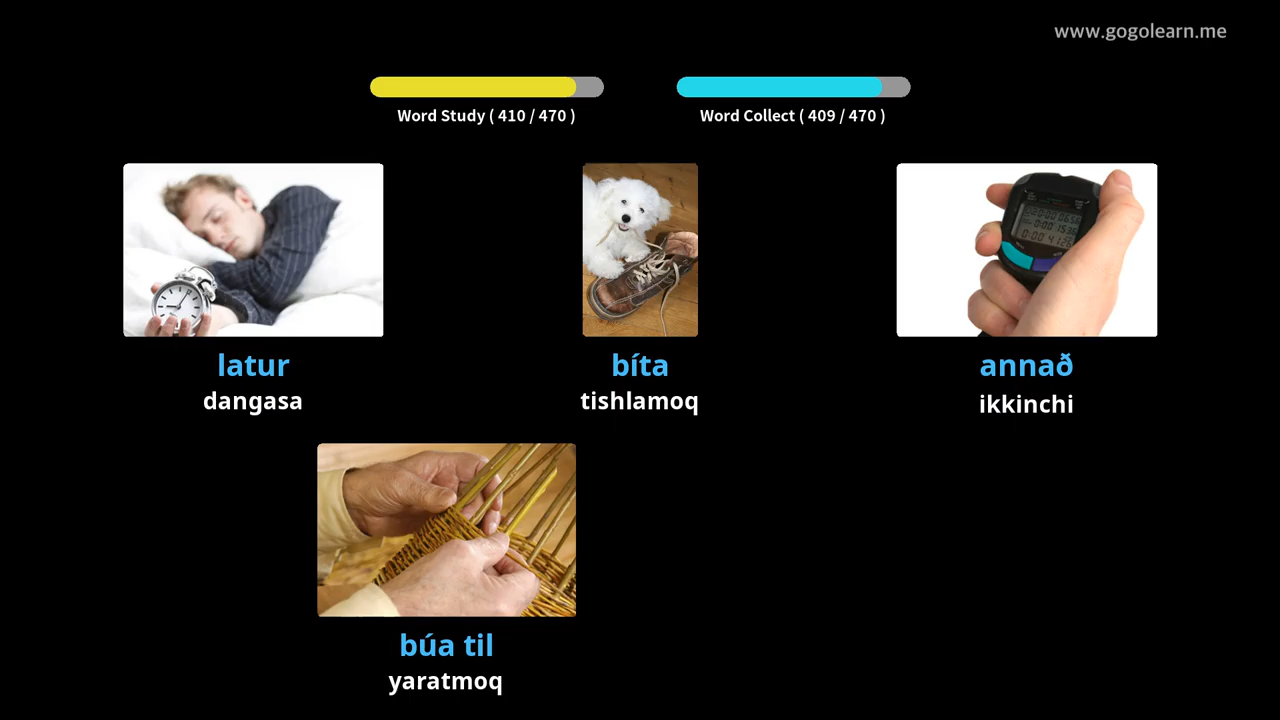 www.gogolearn.me
Word Study ( 410 / 470 )
Word Collect ( 409 / 470 )
latur
dangasa
bíta
tishlamoq
annað
ikkinchi
búa til
yaratmoq